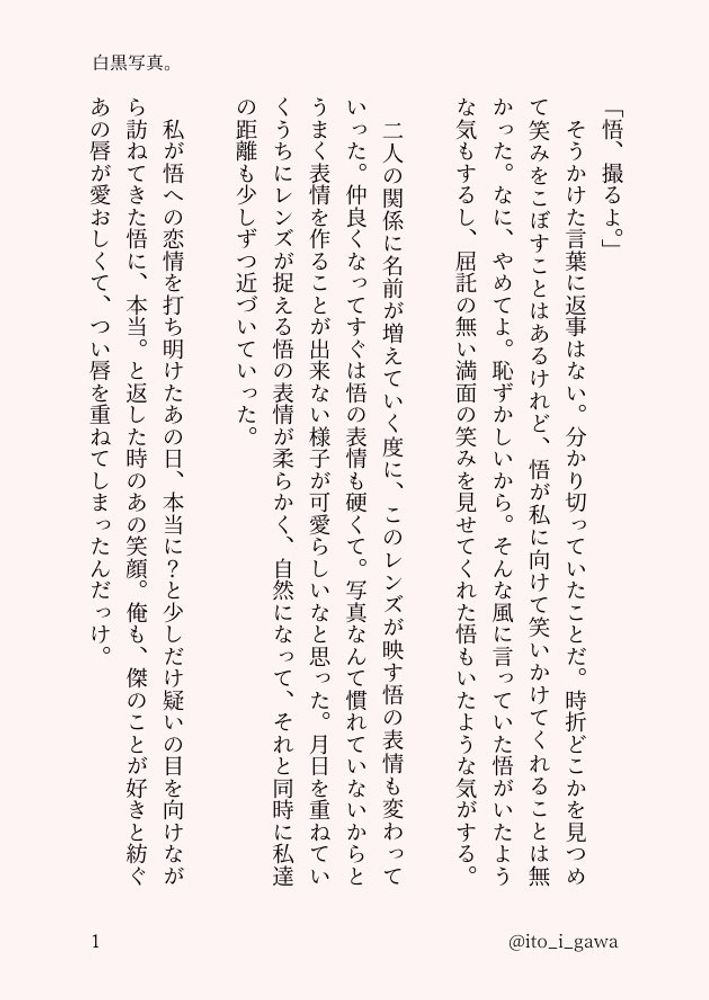 白黒写真。
「悟、撮るよ。」
　そうかけた言葉に返事はない。分かり切っていたことだ。時折どこかを見つめ
て笑みをこぼすことはあるけれど、悟が私に向けて笑いかけてくれることは無
かった。なに、やめてよ。恥ずかしいから。そんな風に言っていた悟がいたよう
な気もするし、屈託の無い満面の笑みを見せてくれた悟もいたような気がする。
　二人の関係に名前が増えていく度に、このレンズが映す悟の表情も変わって
いった。仲良くなってすぐは悟の表情も硬くて。写真なんて慣れていないからと
うまく表情を作ることが出来ない様子が可愛らしいなと思った。月日を重ねてい
くうちにレンズが捉える悟の表情が柔らかく、自然になって、それと同時に私達
の距離も少しずつ近づいていった。
　私が悟への恋情を打ち明けたあの日、本当に？と少しだけ疑いの目を向けなが
ら訪ねてきた悟に、本当。と返した時のあの笑顔。俺も、傑のことが好きと紡ぐ
あの唇が愛おしくて、つい唇を重ねてしまったんだっけ。
1
@ito_i_gawa